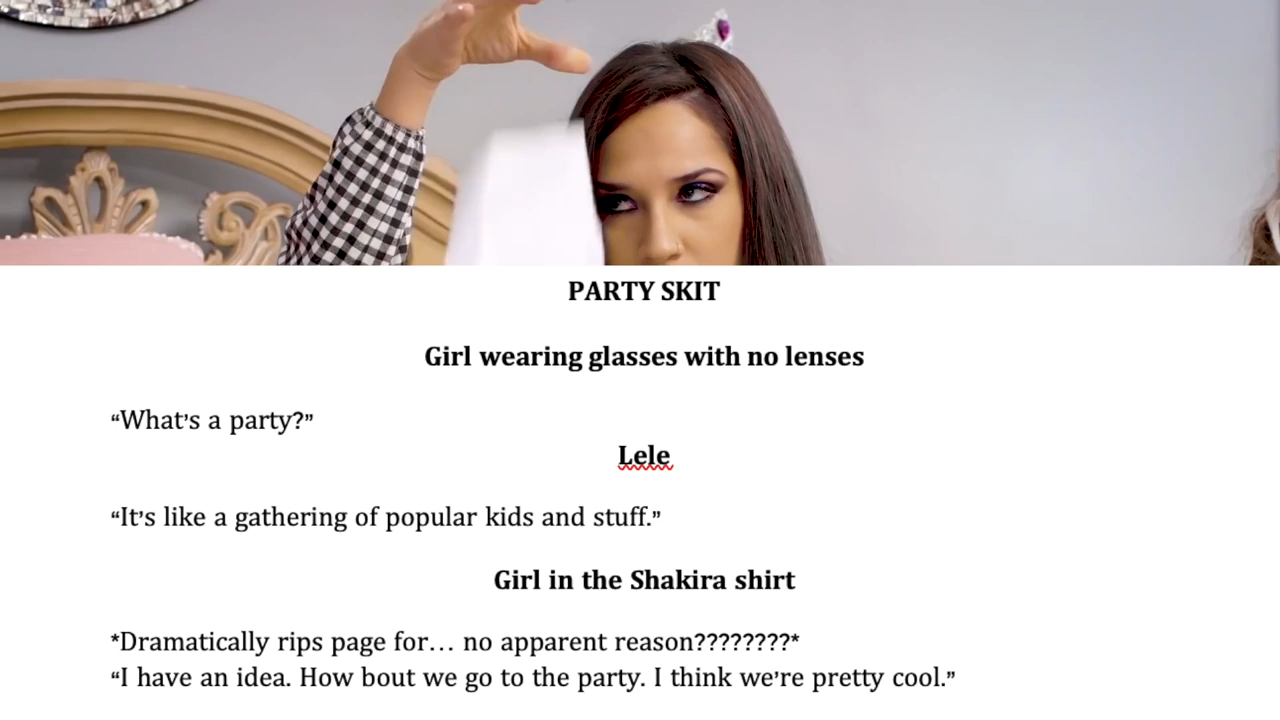 PARTY SKIT
Girl wearing glasses with no lenses
“What’s a party?”
Lele
“It’s like a gathering of popular kids and stuff.”
Girl in the Shakira shirt
*Dramatically rips page for… no apparent reason????????*
“I have an idea. How bout we go to the party. I think we’re pretty cool.”